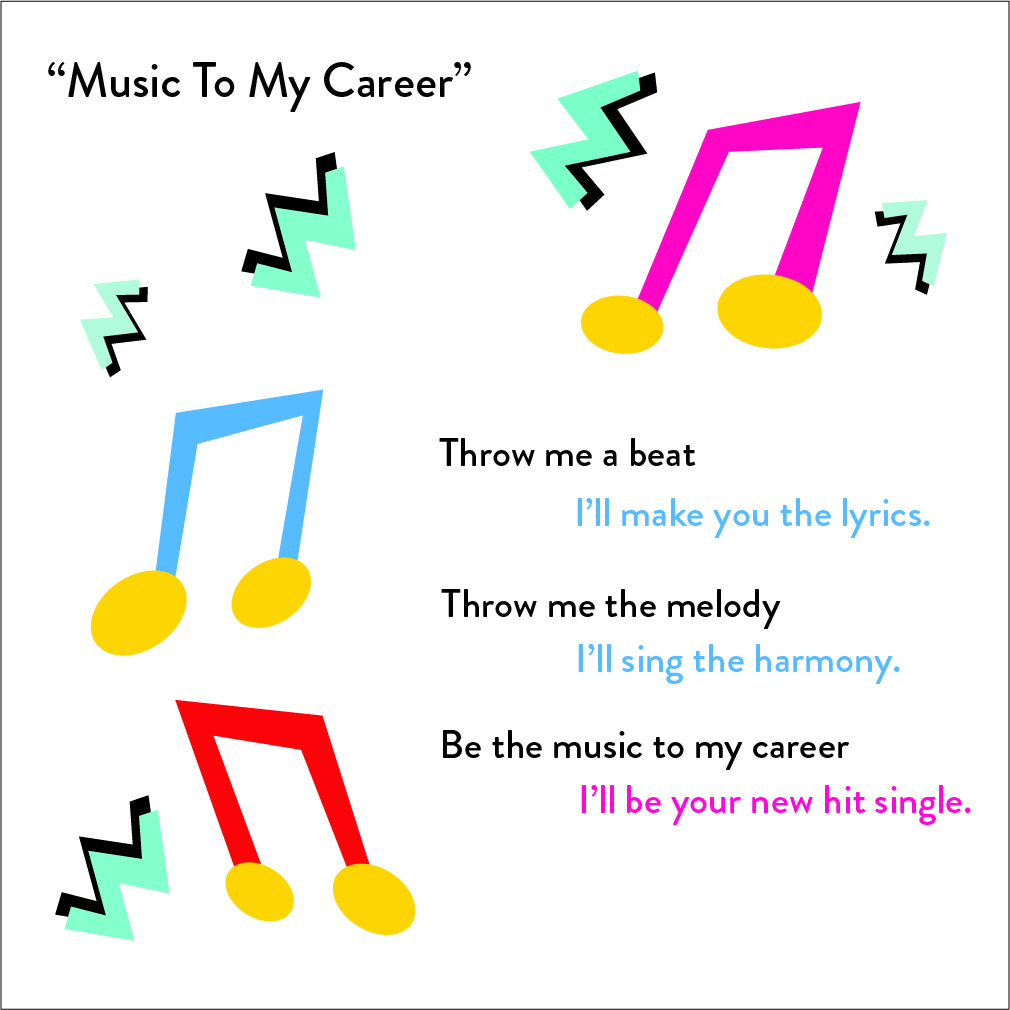 “Music To My Career”
Throw me a beat
I’ll make you the lyrics.
Throw me the melody
I’ll sing the harmony.
Be the music to my career
I’ll be your new hit single.